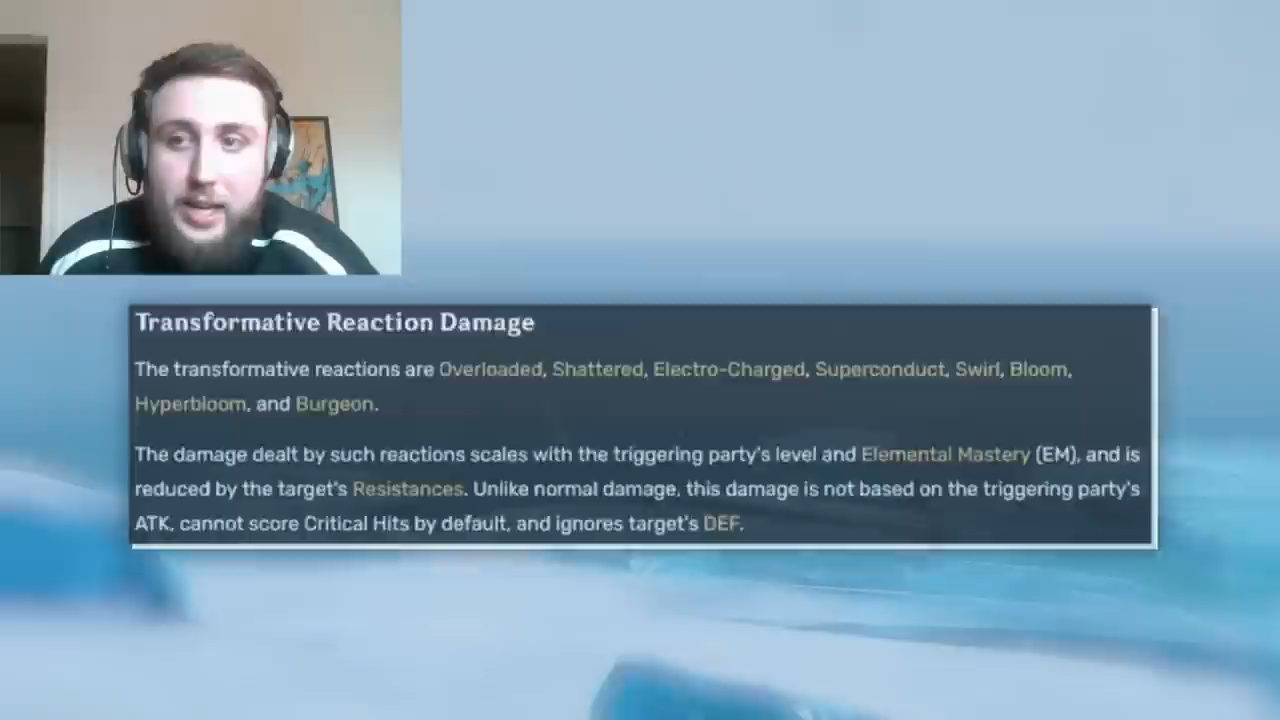 Transformative Reaction Damage
The transformative reactions are Overloaded, Shattered, Electro-Charged, Superconduct, Swirl, Bloom,
Hyperbloom, and Burgeon.
The damage dealt by such reactions scales with the triggering party's level and Elemental Mastery (EM), and is
reduced by the target's Resistances. Unlike normal damage, this damage is not based on the triggering party's
ATK, cannot score Critical Hits by default, and ignores target's DEF.